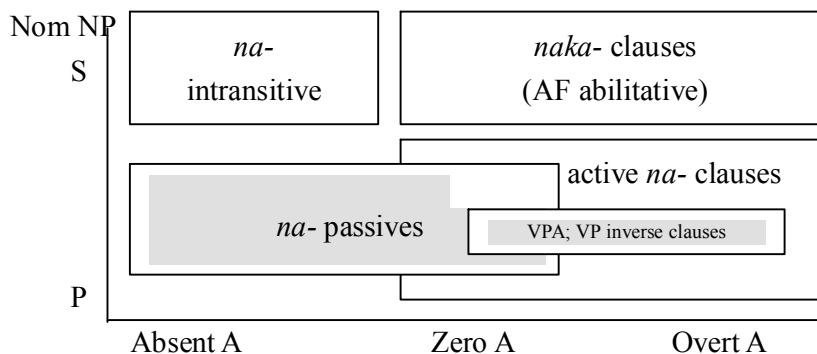 Nom NP
S
na-
intransitive
naka- clauses
(AF abilitative)
active na- clauses
na- passives
VPA; VP inverse clauses
P
Absent A Zero A Overt A